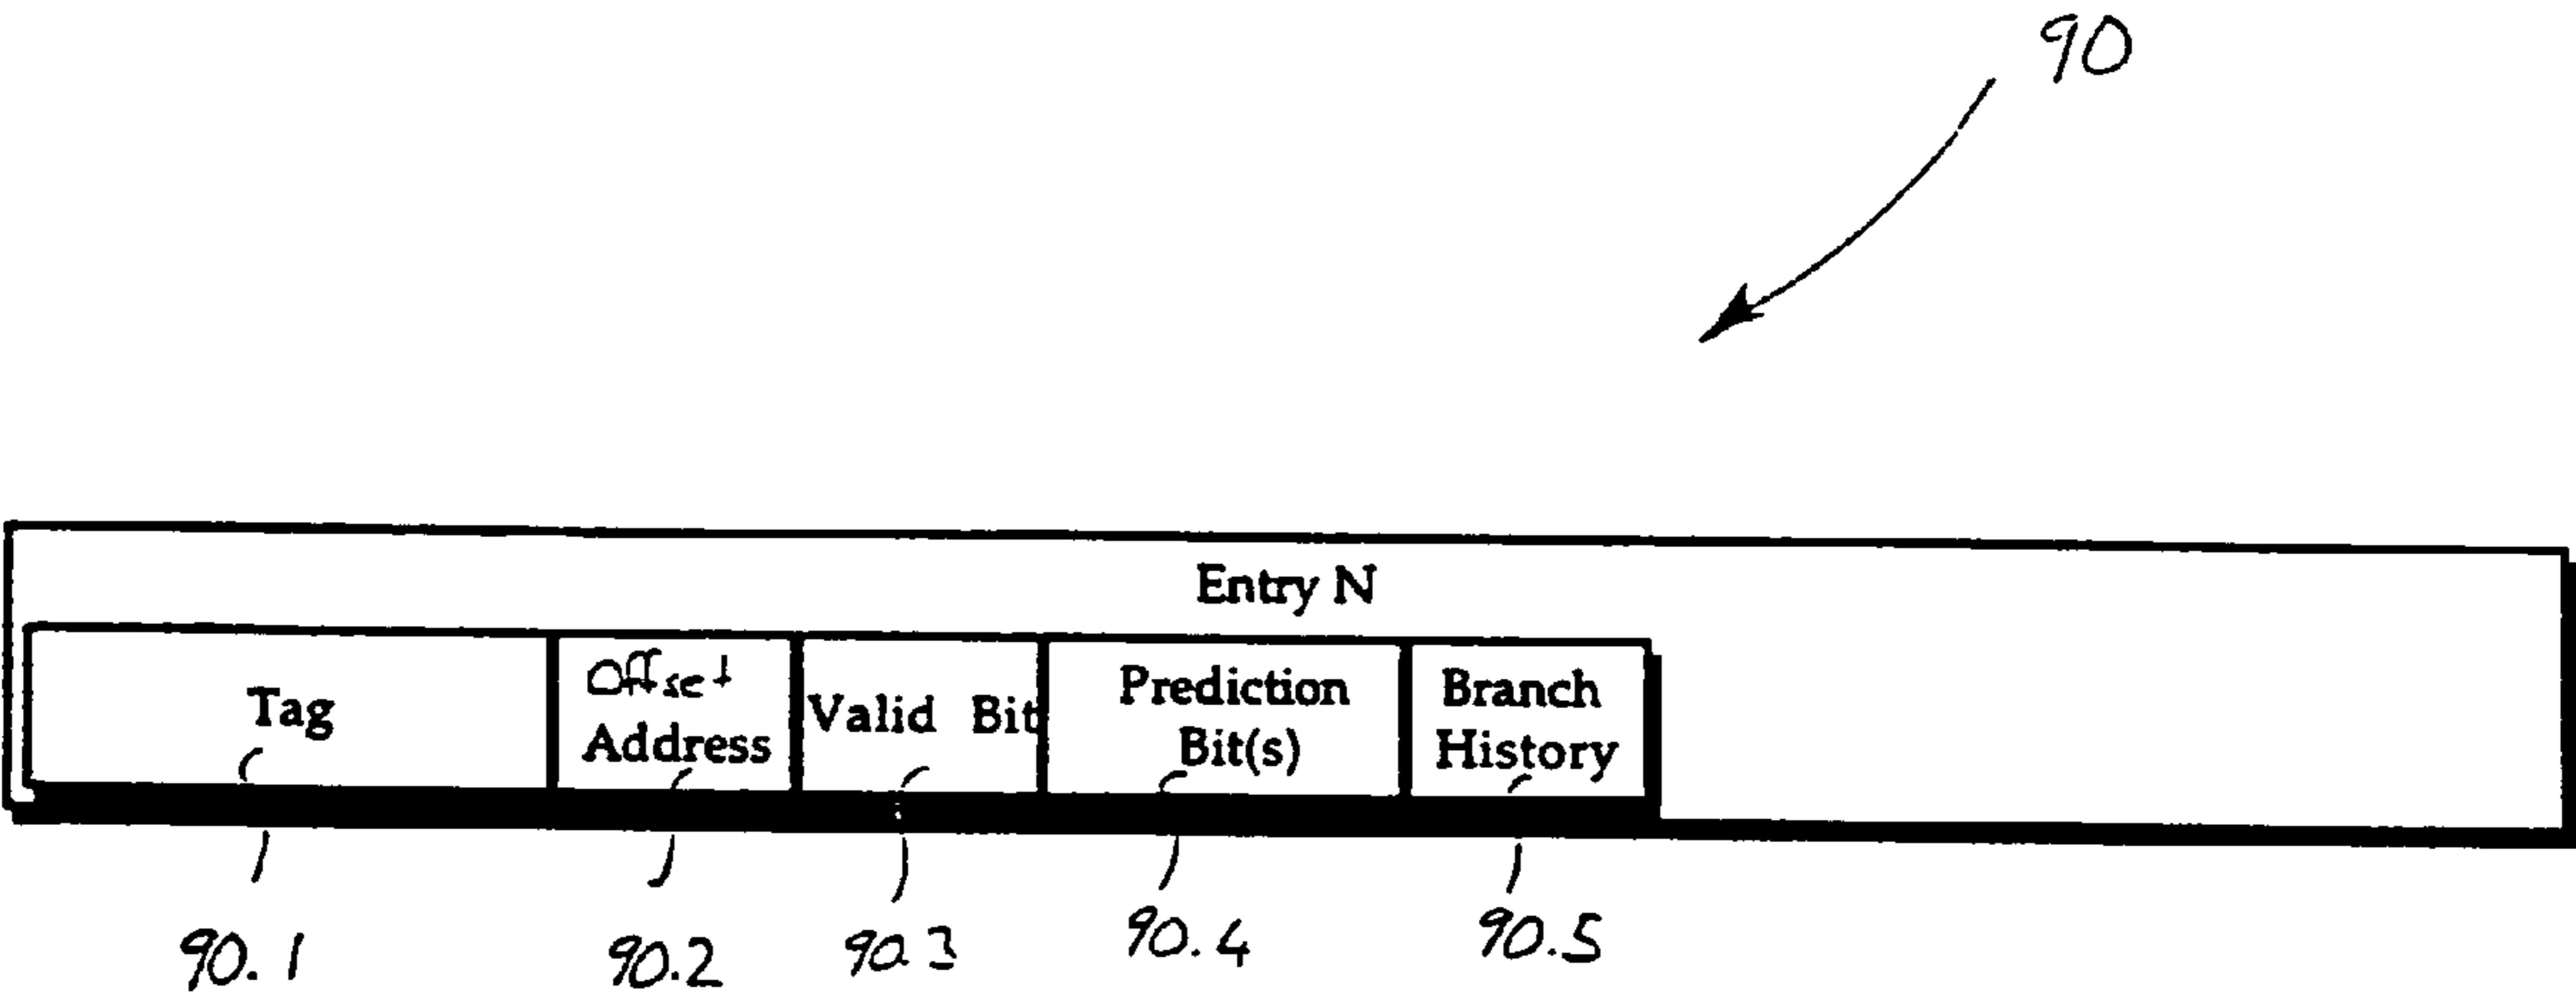 90
Entry N
Tag
Offset
Address
Valid Bit
Prediction
Bit(s)
Branch
History
90.1
90.2
90.3
90.4
90.5